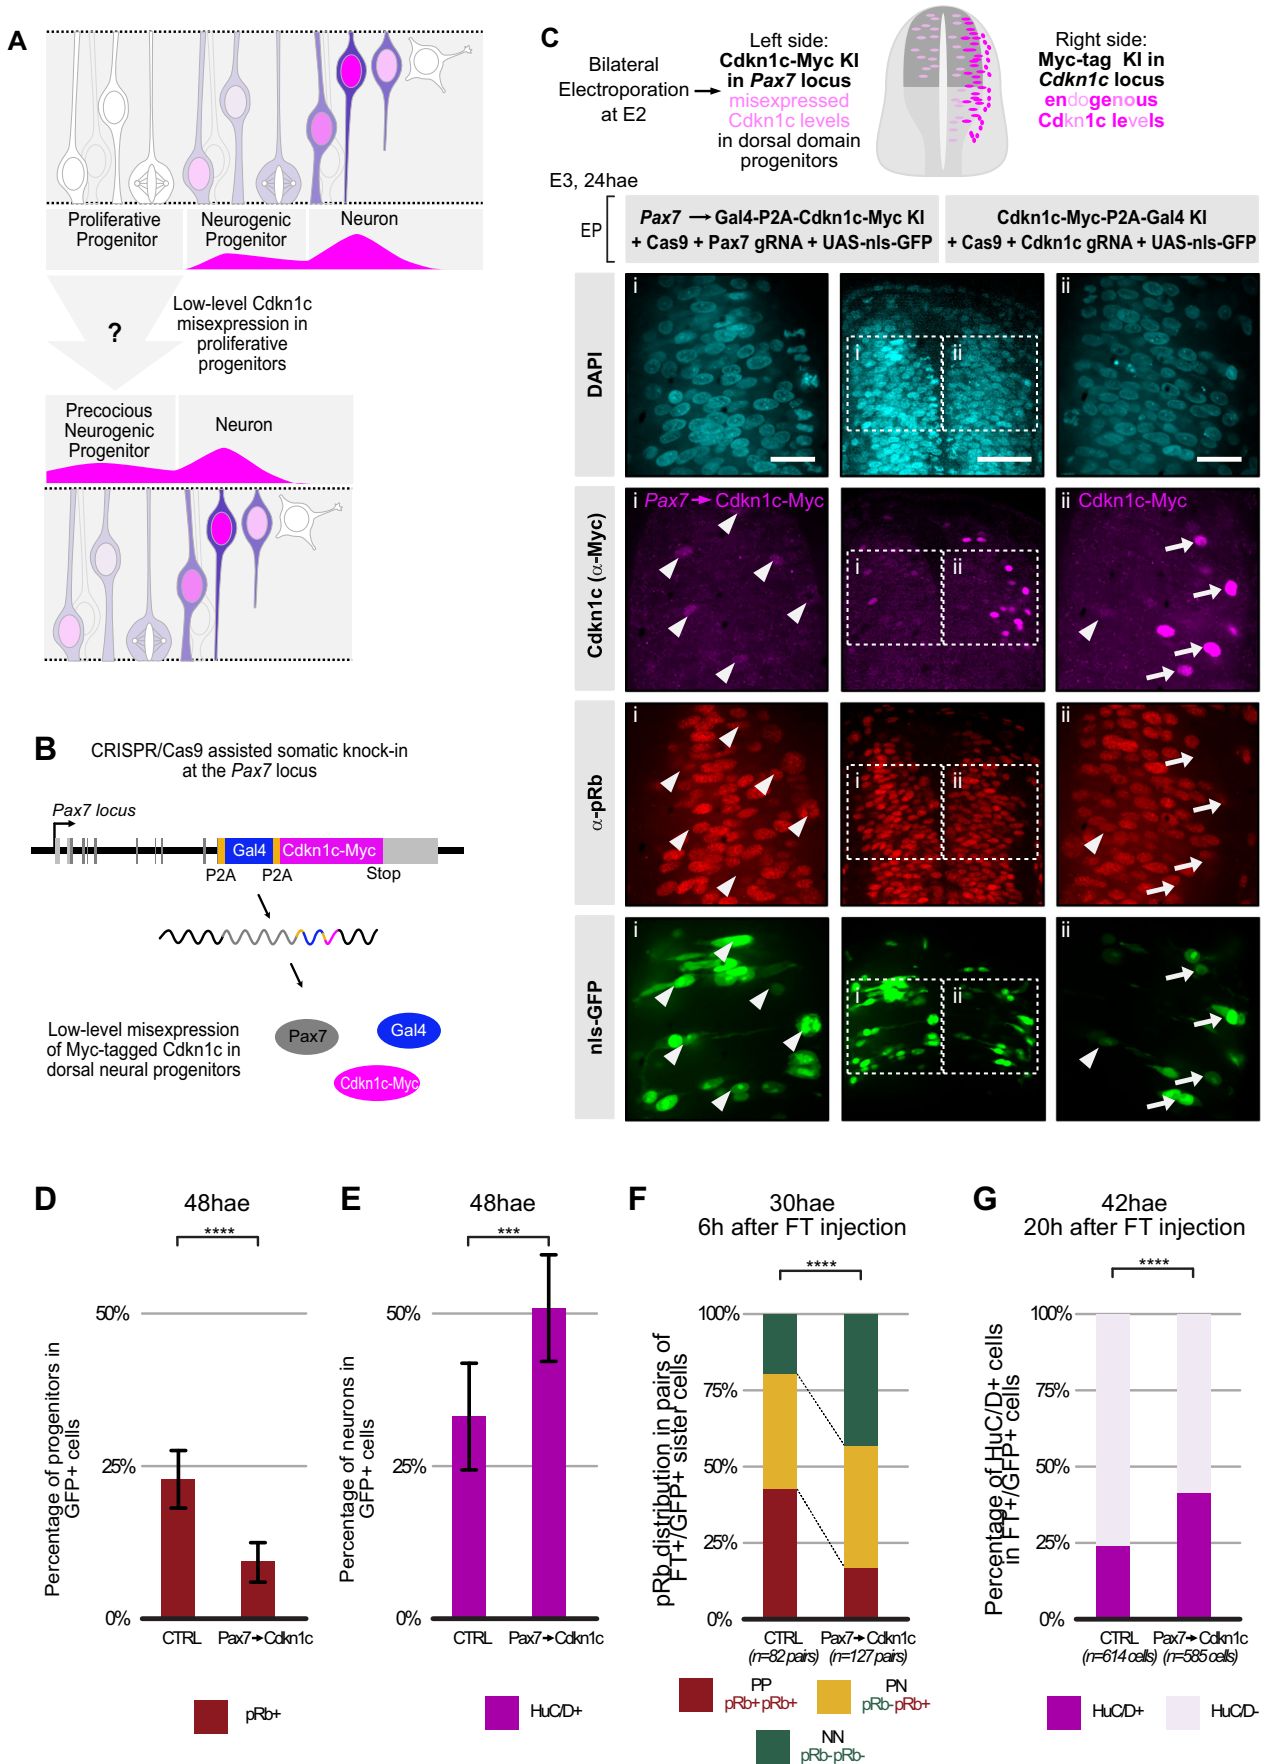 A
Proliferative
Progenitor
Neurogenic
Progenitor
Neuron
?
Low-level Cdkn1c
misexpression in
proliferative
progenitors
Precocious
Neurogenic
Progenitor
Neuron
B
CRISPR/Cas9 assisted somatic knock-in
at the Pax7 locus
Pax7 locus
Gal4
Cdkn1c-Myc
P2A
P2A
Stop
Low-level misexpression
of Myc-tagged Cdkn1c in
dorsal neural progenitors
Pax7
Gal4
Cdkn1c-Myc
C
Bilateral
Electroporation
at E2
Left side:
Cdkn1c-Myc KI
in Pax7 locus
misexpressed
Cdkn1c levels
in dorsal domain
progenitors
Right side:
Myc-tag KI in
Cdkn1c locus
endogenous
Cdkn1c levels
E3, 24hae
EP
Pax7 → Gal4-P2A-Cdkn1c-Myc KI
+ Cas9 + Pax7 gRNA + UAS-nls-GFP
Cdkn1c-Myc-P2A-Gal4 KI
+ Cas9 + Cdkn1c gRNA + UAS-nls-GFP
DAPI
i
i
ii
ii
Cdkn1c (α-Myc)
i Pax7 → Cdkn1c-Myc
i
ii
ii Cdkn1c-Myc
α-pRb
i
i
ii
ii
nls-GFP
i
i
ii
ii
D
48hae
****
Percentage of progenitors in
GFP+ cells
50%
25%
0%
CTRL
Pax7→Cdkn1c
pRb+
E
48hae
***
Percentage of neurons in
GFP+ cells
50%
25%
0%
CTRL
Pax7→Cdkn1c
HuC/D+
F
30hae
6h after FT injection
****
pRb distribution in pairs of
FT+/GFP+ sister cells
100%
75%
50%
25%
0%
CTRL
(n=82 pairs)
Pax7→Cdkn1c
(n=127 pairs)
PP
pRb+pRb+
PN
pRb-pRb+
NN
pRb-pRb-
G
42hae
20h after FT injection
****
Percentage of HuC/D+ cells
in FT+/GFP+ cells
100%
75%
50%
25%
0%
CTRL
(n=614 cells)
Pax7→Cdkn1c
(n=585 cells)
HuC/D+
HuC/D-